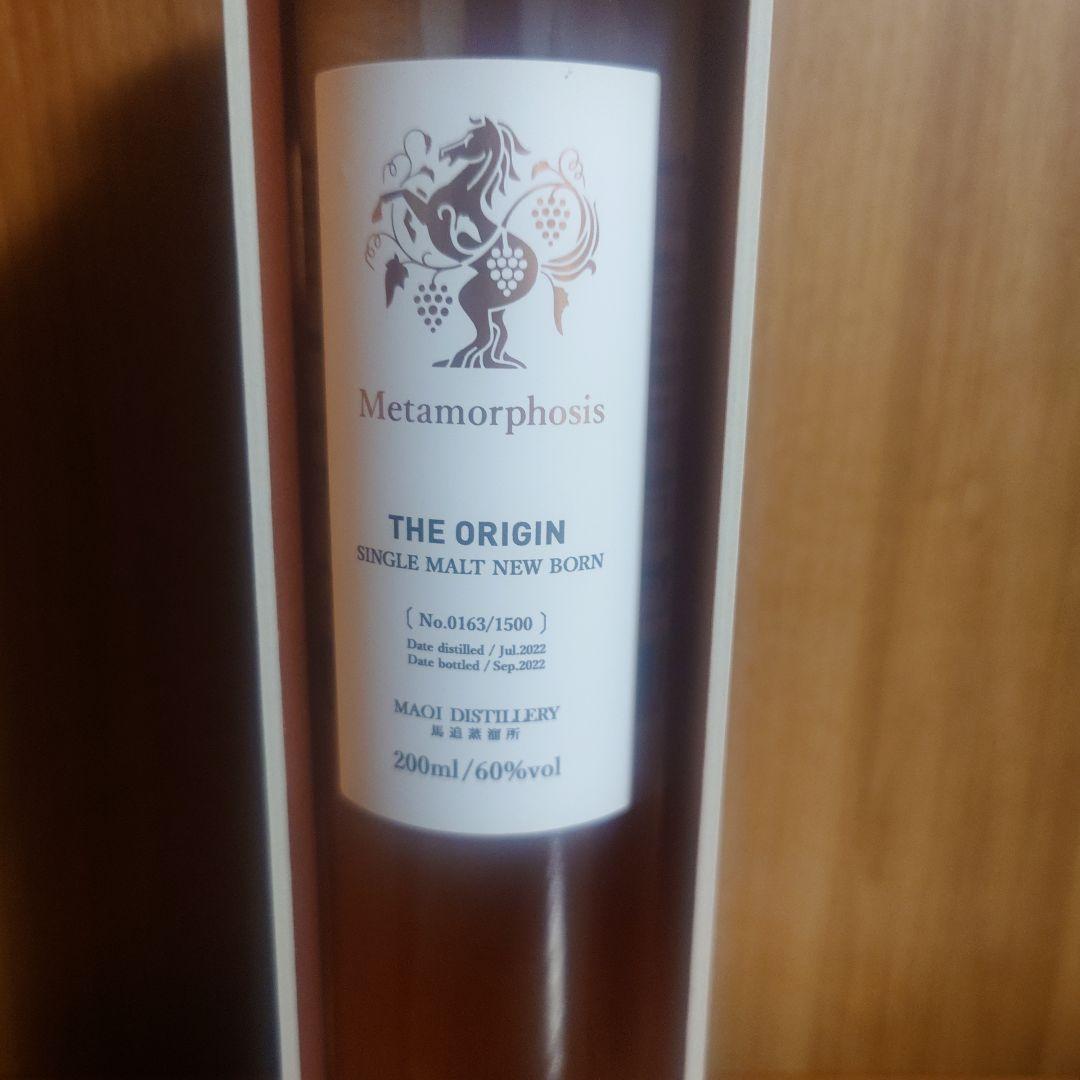 Metamorphosis
THE ORIGIN
SINGLE MALT NEW BORN
[ No.0163/1500 ]
Date distilled / Jul.2022
Date bottled / Sep.2022
MAOI DISTILLERY
馬追蒸溜所
200ml/60%vol